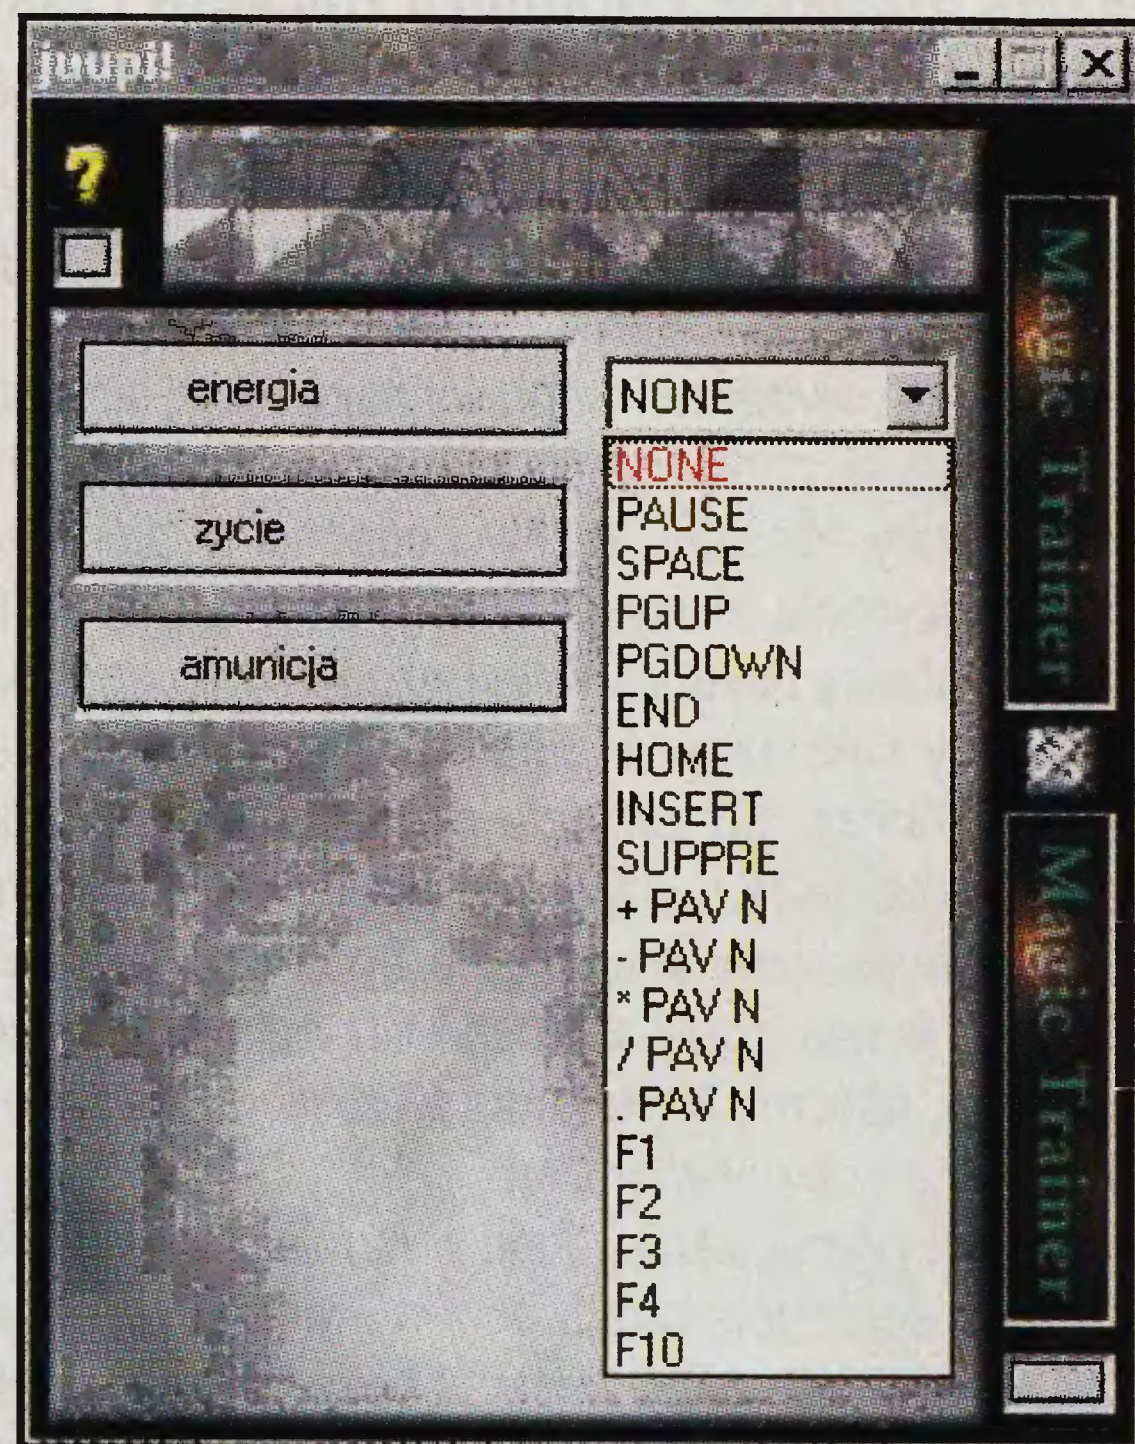 joupi!
?
energia
zycie
amunicja
NONE
NONE
PAUSE
SPACE
PGUP
PGDOWN
END
HOME
INSERT
SUPPRE
+ PAV N
- PAV N
* PAV N
/ PAV N
. PAV N
F1
F2
F3
F4
F10
Magic Trainer
Magic Trainer